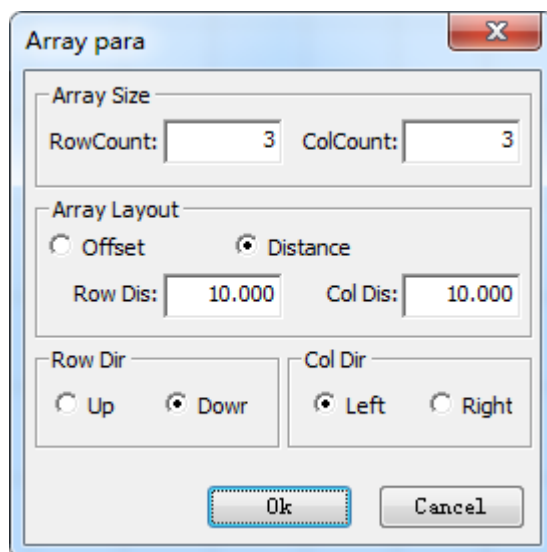 Array para
Array Size
RowCount: 3 ColCount: 3
Array Layout
Offset Distance
Row Dis: 10.000 Col Dis: 10.000
Row Dir Col Dir
Up Dowr Left Right
Ok Cancel